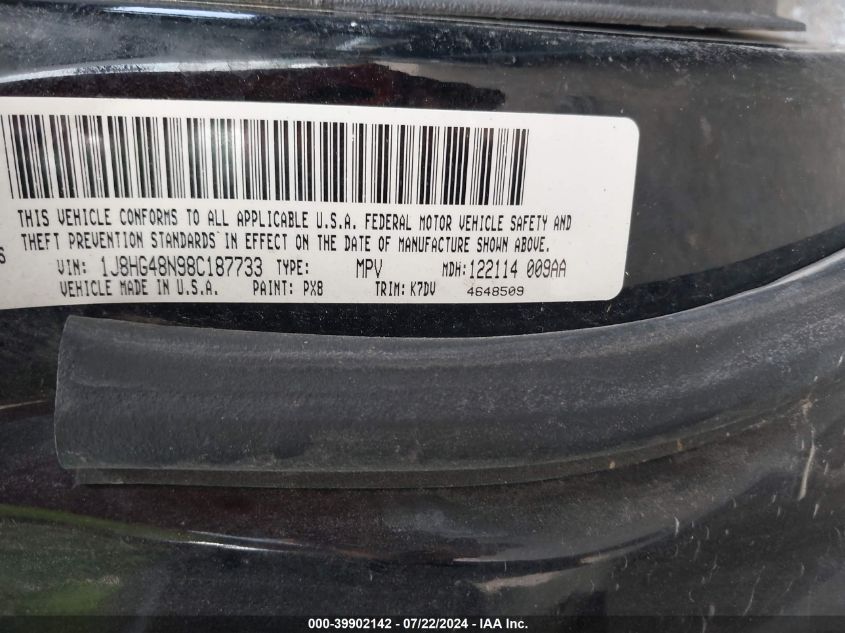 THIS VEHICLE CONFORMS TO ALL APPLICABLE U.S.A. FEDERAL MOTOR VEHICLE SAFETY AND
THEFT PREVENTION STANDARDS IN EFFECT ON THE DATE OF MANUFACTURE SHOWN ABOVE.
S
VIN: 1J8HG48N98C187733 TYPE: MPV MDH:122114 009AA
VEHICLE MADE IN U.S.A. PAINT: PX8 TRIM: K7DV 4648509
000-39902142 - 07/22/2024 - IAA Inc.